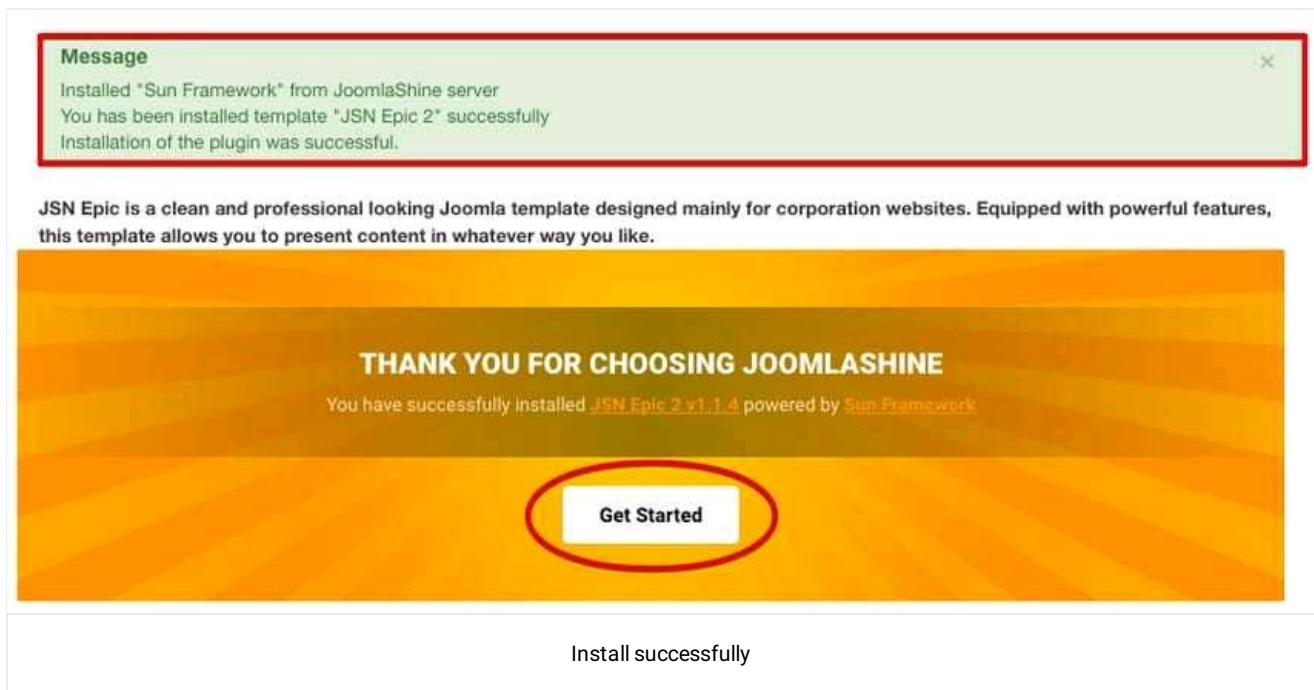 Message
Installed "Sun Framework" from JoomlaShine server
You has been installed template "JSN Epic 2" successfully
Installation of the plugin was successful.
JSN Epic is a clean and professional looking Joomla template designed mainly for corporation websites. Equipped with powerful features,
this template allows you to present content in whatever way you like.
THANK YOU FOR CHOOSING JOOMLASHINE
You have successfully installed JSN Epic 2 v1.1.4 powered by Sun Framework
Get Started
Install successfully